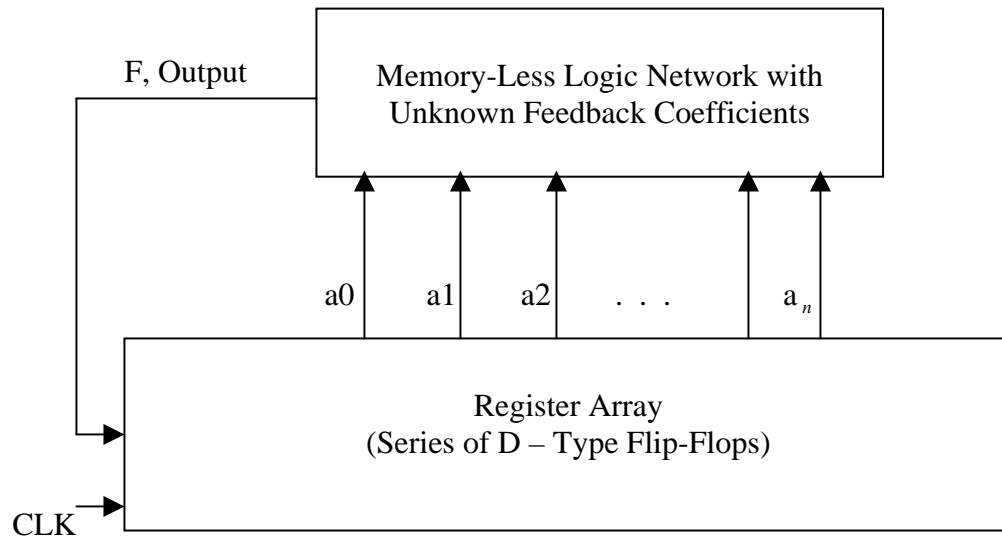 F, Output
Memory-Less Logic Network with
Unknown Feedback Coefficients
a0 a1 a2 . . . a n
Register Array
(Series of D – Type Flip-Flops)
CLK